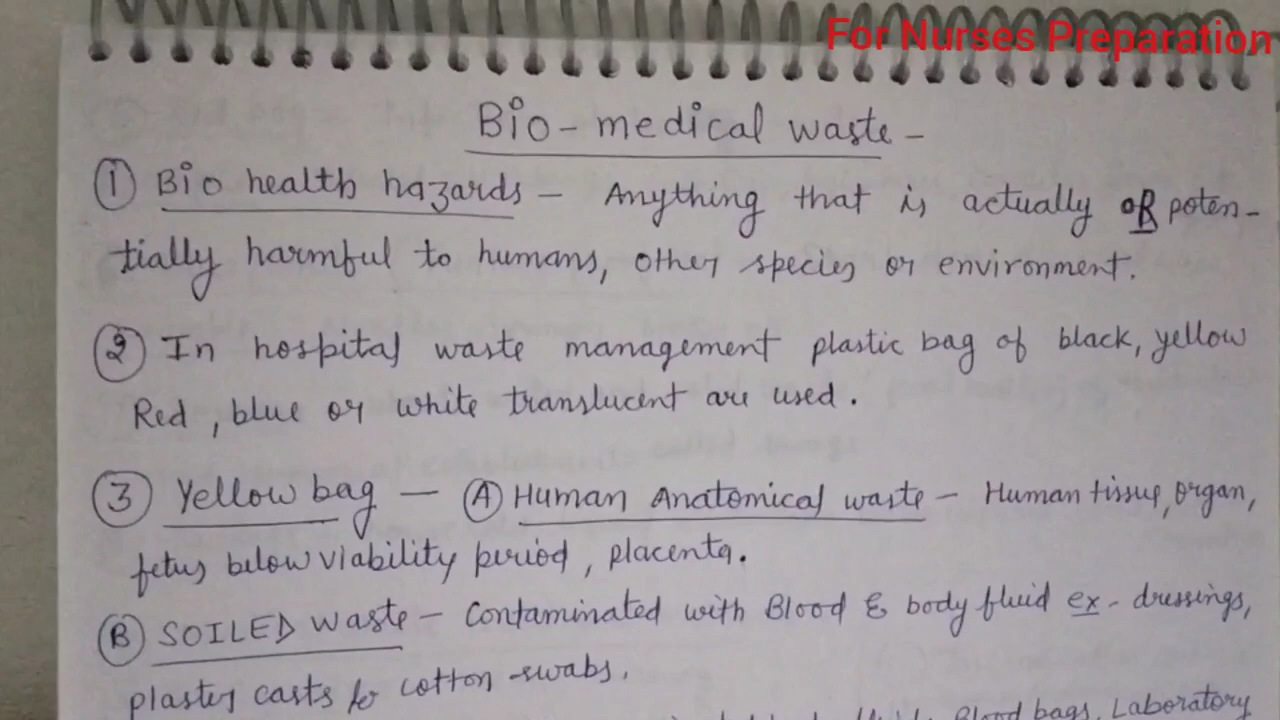 For Nurses Preparation
Bio-medical waste -
① Bio health hazards - Anything that is actually OR poten-
tially harmful to humans, other species or environment.
② In hospital waste management plastic bag of black, yellow
Red, blue or white translucent are used.
③ Yellow bag - Ⓐ Human Anatomical waste - Human tissue, organ,
fetus below viability period, placenta.
Ⓑ SOILED waste - Contaminated with Blood & body fluid ex- dressings,
plaster casts & cotton swabs.
Blood bags, Laboratory